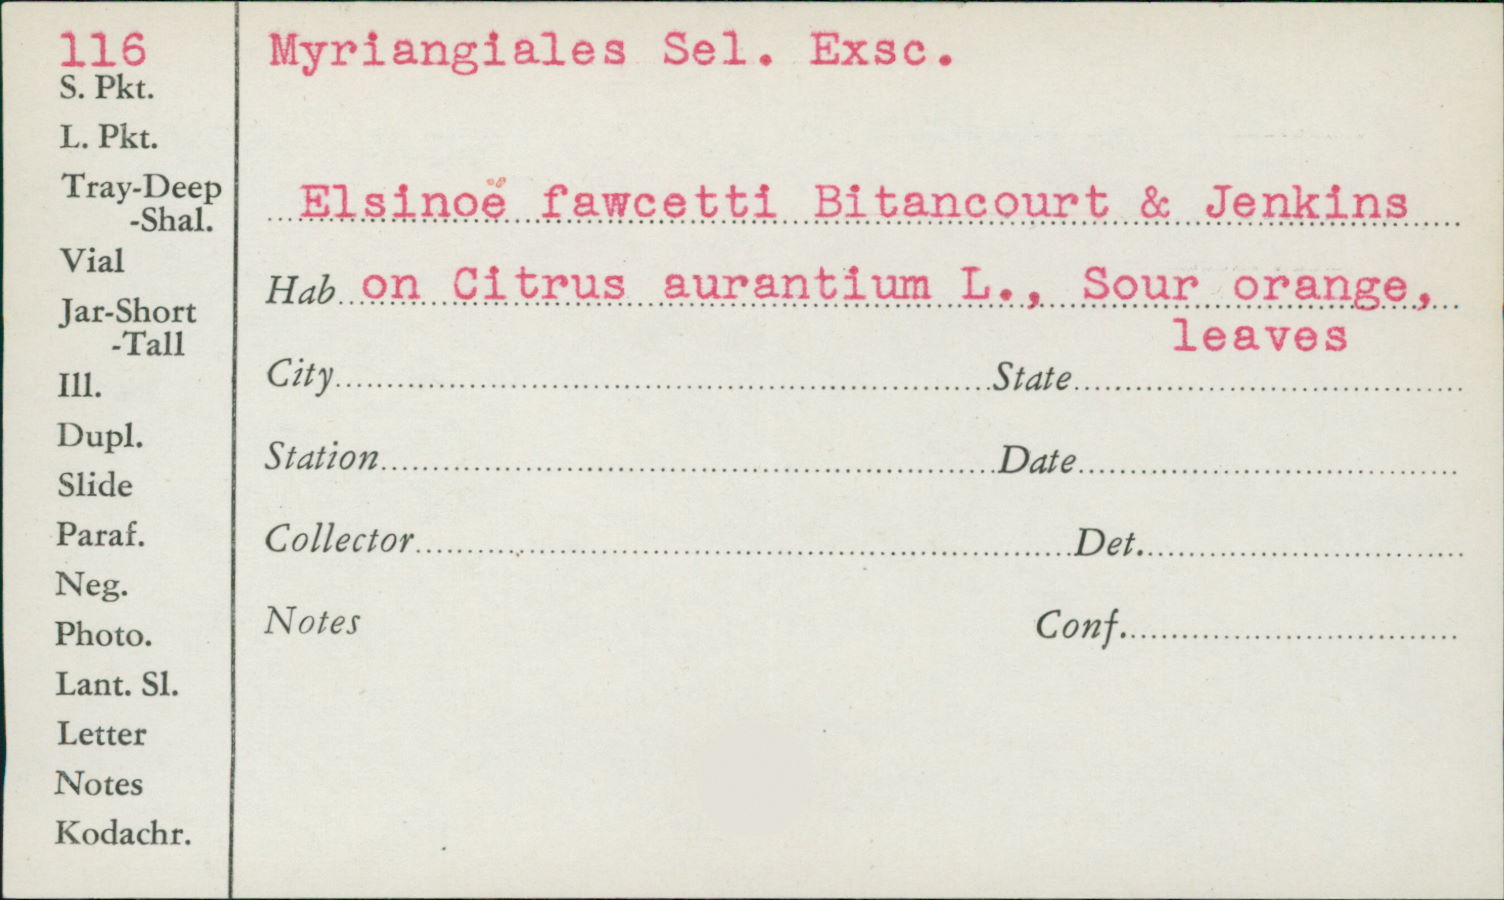 116
S. Pkt.
L. Pkt.
Tray-Deep
-Shal.
Vial
Jar-Short
-Tall
Ill.
Dupl.
Slide
Paraf.
Neg.
Photo.
Lant. Sl.
Letter
Notes
Kodachr.
Myriangiales Sel. Exsc.
Elsinoë fawcetti Bitancourt & Jenkins
Hab. on Citrus aurantium L., Sour orange,
leaves
City State
Station Date
Collector Det.
Notes Conf.